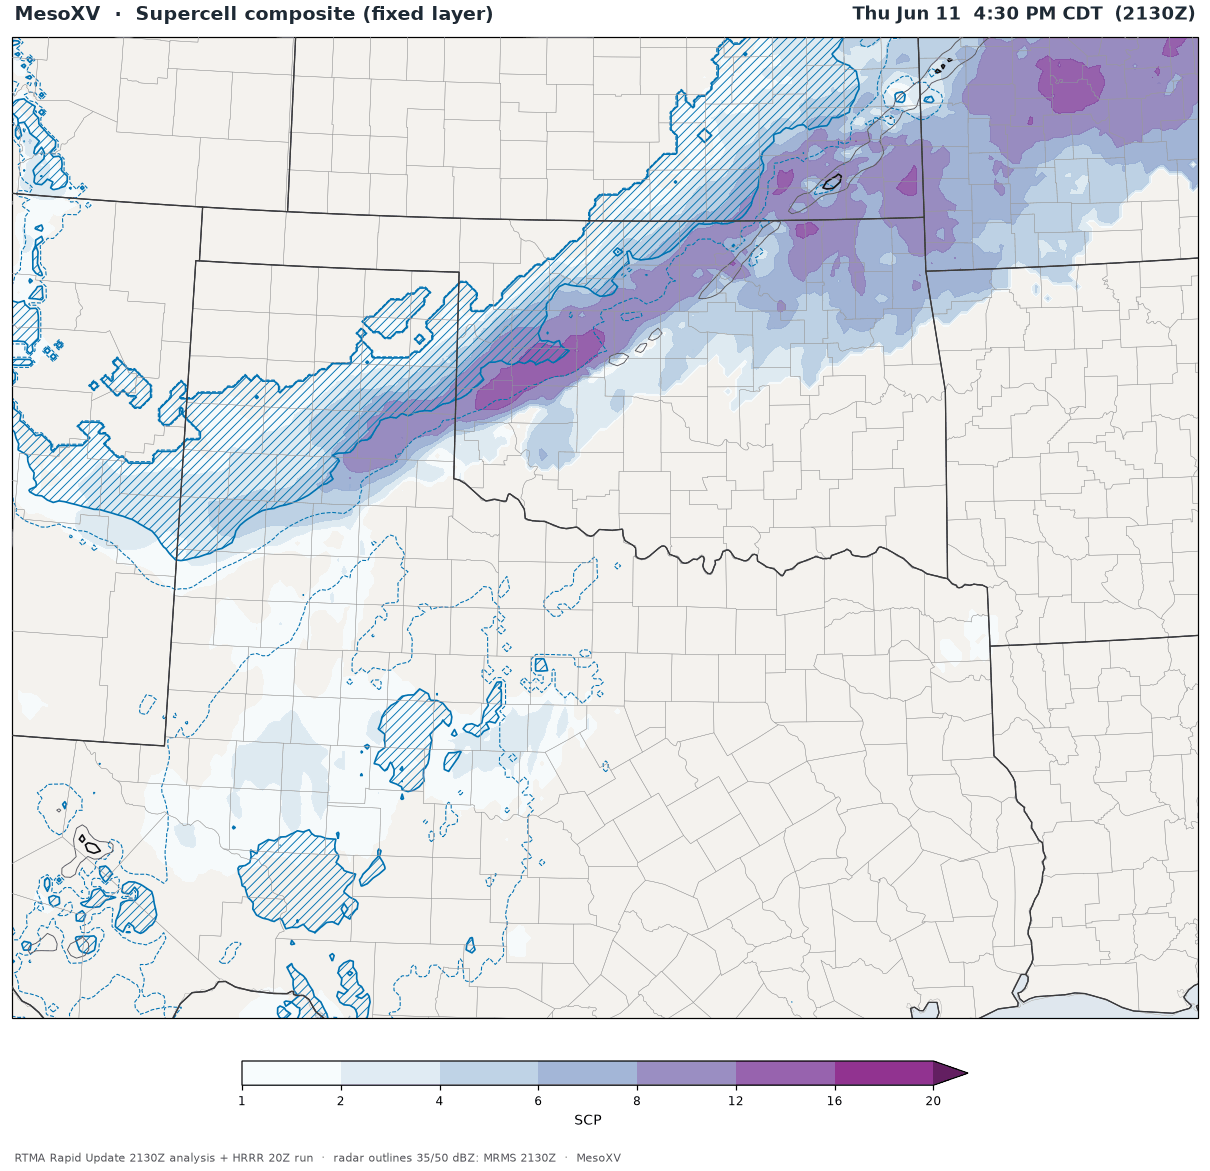 MesoXV · Supercell composite (fixed layer)
Thu Jun 11 4:30 PM CDT (2130Z)
1 2 4 6 8 12 16 20
SCP
RTMA Rapid Update 2130Z analysis + HRRR 20Z run · radar outlines 35/50 dBZ: MRMS 2130Z · MesoXV